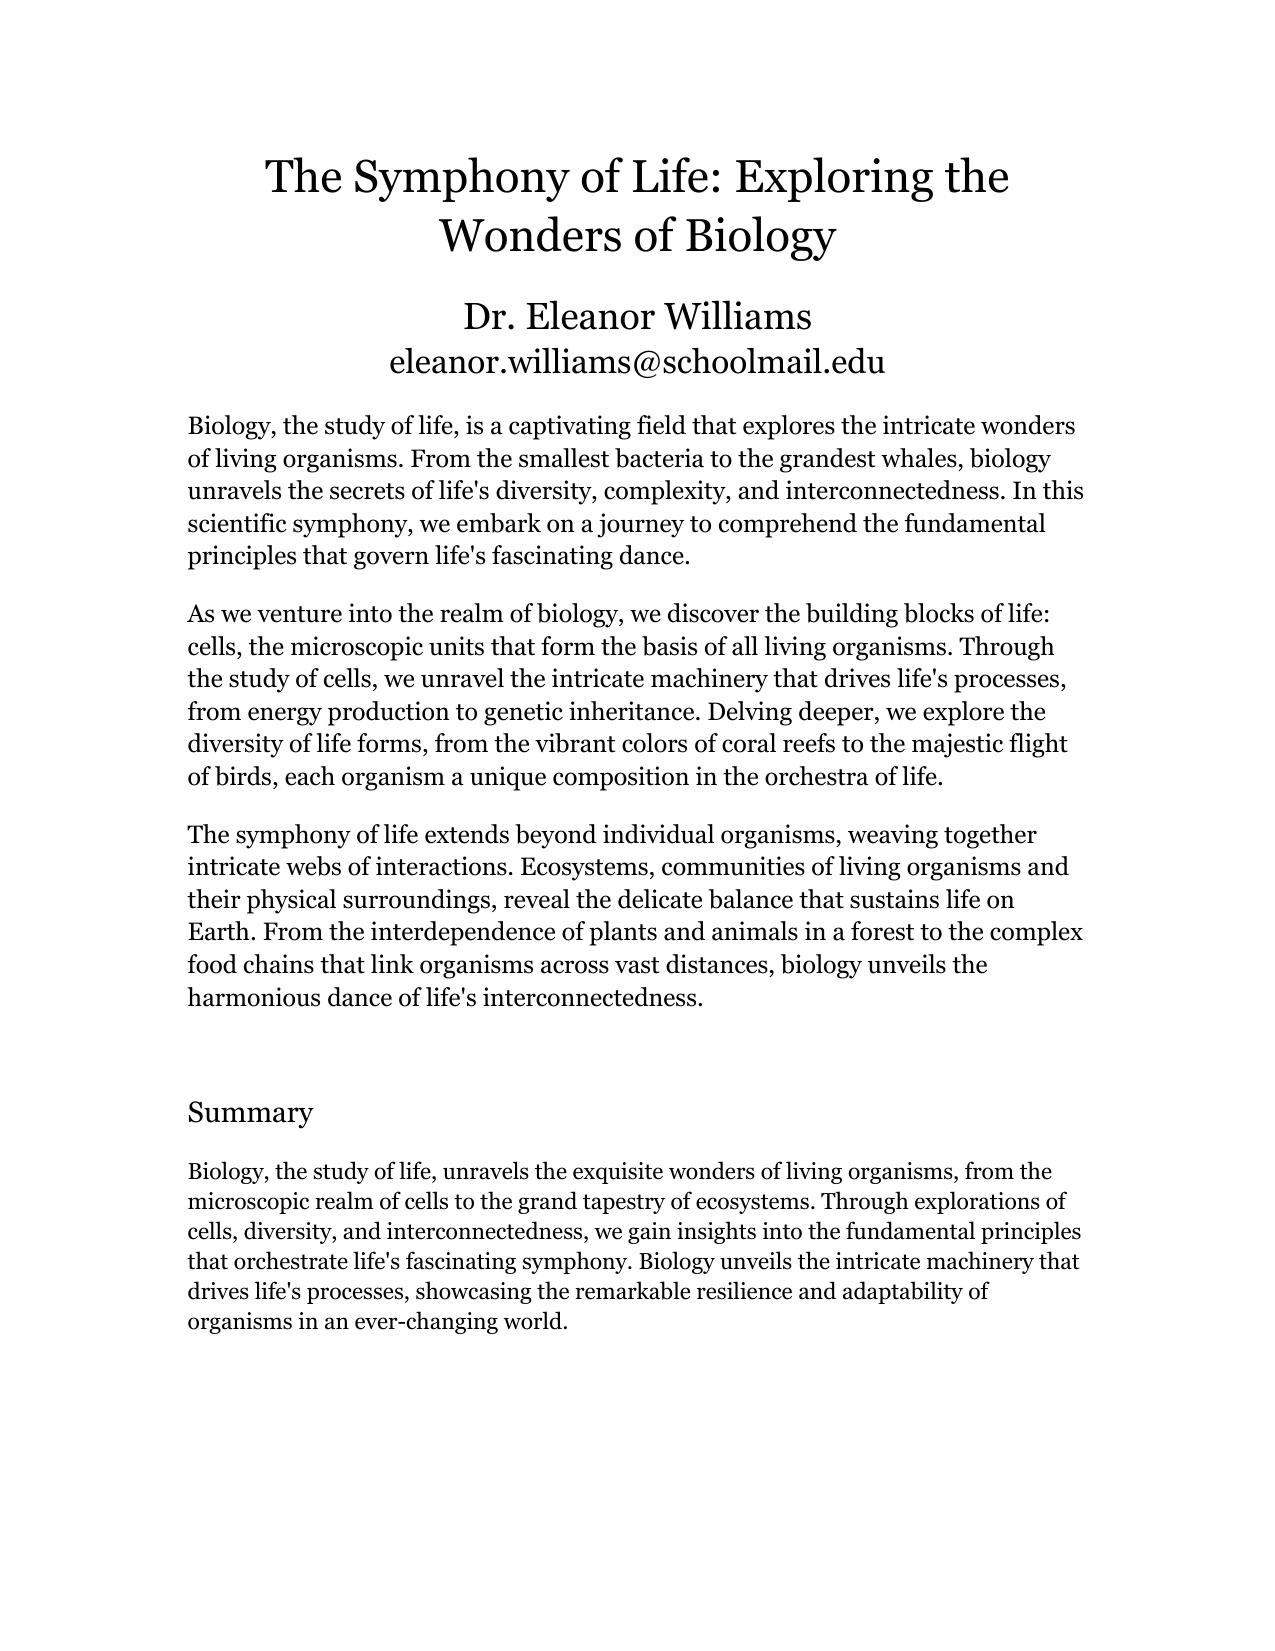 The Symphony of Life: Exploring the
Wonders of Biology
Dr. Eleanor Williams
eleanor.williams@schoolmail.edu
Biology, the study of life, is a captivating field that explores the intricate wonders
of living organisms. From the smallest bacteria to the grandest whales, biology
unravels the secrets of life's diversity, complexity, and interconnectedness. In this
scientific symphony, we embark on a journey to comprehend the fundamental
principles that govern life's fascinating dance.
As we venture into the realm of biology, we discover the building blocks of life:
cells, the microscopic units that form the basis of all living organisms. Through
the study of cells, we unravel the intricate machinery that drives life's processes,
from energy production to genetic inheritance. Delving deeper, we explore the
diversity of life forms, from the vibrant colors of coral reefs to the majestic flight
of birds, each organism a unique composition in the orchestra of life.
The symphony of life extends beyond individual organisms, weaving together
intricate webs of interactions. Ecosystems, communities of living organisms and
their physical surroundings, reveal the delicate balance that sustains life on
Earth. From the interdependence of plants and animals in a forest to the complex
food chains that link organisms across vast distances, biology unveils the
harmonious dance of life's interconnectedness.
Summary
Biology, the study of life, unravels the exquisite wonders of living organisms, from the
microscopic realm of cells to the grand tapestry of ecosystems. Through explorations of
cells, diversity, and interconnectedness, we gain insights into the fundamental principles
that orchestrate life's fascinating symphony. Biology unveils the intricate machinery that
drives life's processes, showcasing the remarkable resilience and adaptability of
organisms in an ever-changing world.